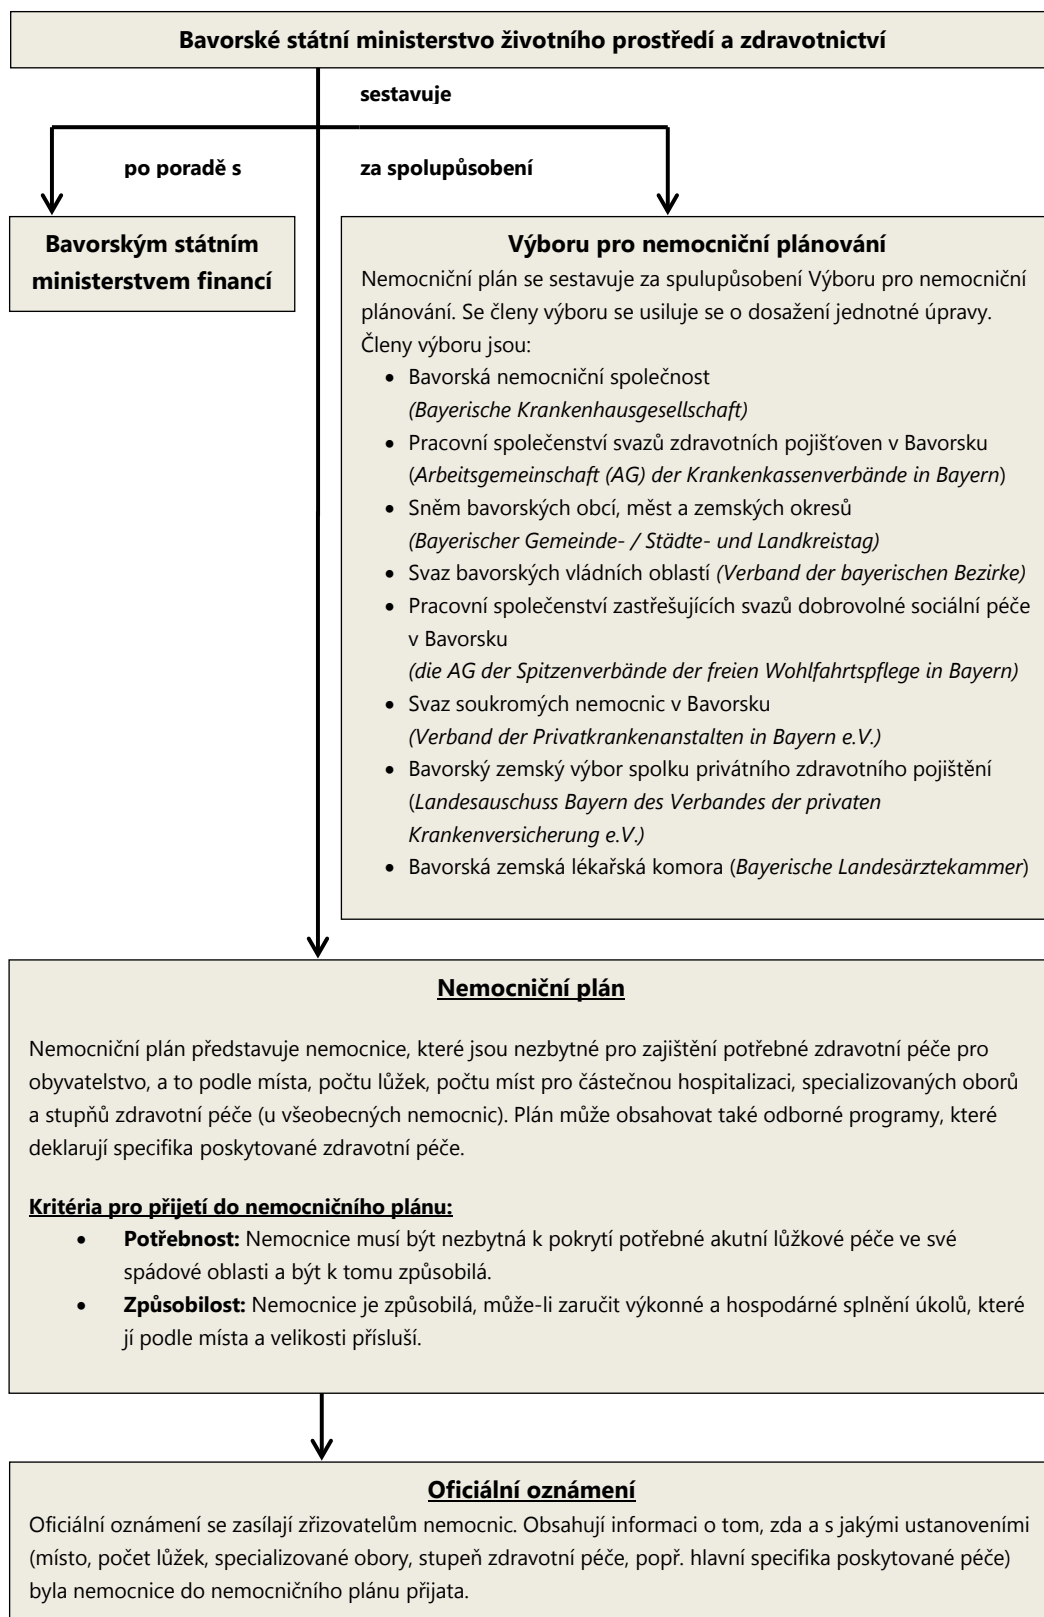 Bavorské státní ministerstvo životního prostředí a zdravotnictví
sestavuje
po poradě s
za spolupůsobení
Bavorským státním
ministerstvem financí
Výboru pro nemocniční plánování
Nemocniční plán se sestavuje za spulupůsobení Výboru pro nemocniční
plánování. Se členy výboru se usiluje se o dosažení jednotné úpravy.
Členy výboru jsou:
• Bavorská nemocniční společnost
(Bayerische Krankenhausgesellschaft)
• Pracovní společenství svazů zdravotních pojišťoven v Bavorsku
(Arbeitsgemeinschaft (AG) der Krankenkassenverbände in Bayern)
• Sněm bavorských obcí, měst a zemských okresů
(Bayerischer Gemeinde- / Städte- und Landkreistag)
• Svaz bavorských vládních oblastí (Verband der bayerischen Bezirke)
• Pracovní společenství zastřešujících svazů dobrovolné sociální péče
v Bavorsku
(die AG der Spitzenverbände der freien Wohlfahrtspflege in Bayern)
• Svaz soukromých nemocnic v Bavorsku
(Verband der Privatkrankenanstalten in Bayern e.V.)
• Bavorský zemský výbor spolku privátního zdravotního pojištění
(Landesauschuss Bayern des Verbandes der privaten
Krankenversicherung e.V.)
• Bavorská zemská lékařská komora (Bayerische Landesärztekammer)
Nemocniční plán
Nemocniční plán představuje nemocnice, které jsou nezbytné pro zajištění potřebné zdravotní péče pro
obyvatelstvo, a to podle místa, počtu lůžek, počtu míst pro částečnou hospitalizaci, specializovaných oborů
a stupňů zdravotní péče (u všeobecných nemocnic). Plán může obsahovat také odborné programy, které
deklarují specifika poskytované zdravotní péče.
Kritéria pro přijetí do nemocničního plánu:
• Potřebnost: Nemocnice musí být nezbytná k pokrytí potřebné akutní lůžkové péče ve své
spádové oblasti a být k tomu způsobilá.
• Způsobilost: Nemocnice je způsobilá, může-li zaručit výkonné a hospodárné splnění úkolů, které
jí podle místa a velikosti přísluší.
Oficiální oznámení
Oficiální oznámení se zasílají zřizovatelům nemocnic. Obsahují informaci o tom, zda a s jakými ustanoveními
(místo, počet lůžek, specializované obory, stupeň zdravotní péče, popř. hlavní specifika poskytované péče)
byla nemocnice do nemocničního plánu přijata.